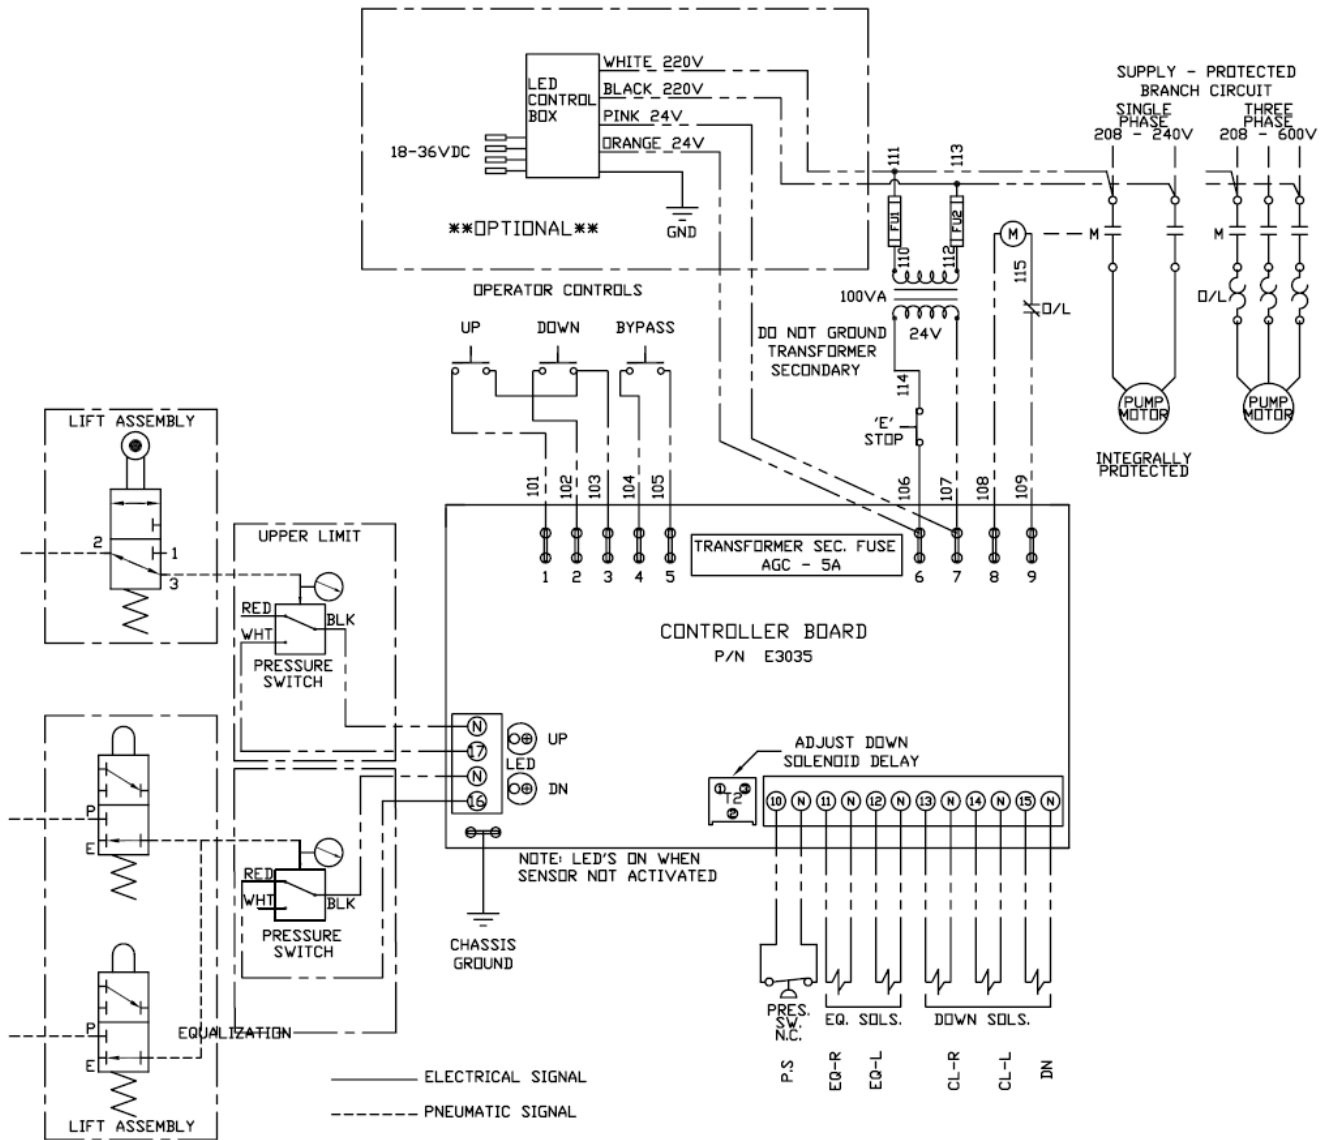 LED
CONTROL
BOX
WHITE 220V
BLACK 220V
PINK 24V
ORANGE 24V
18-36VDC
**OPTIONAL**
GND
SUPPLY - PROTECTED
BRANCH CIRCUIT
SINGLE
PHASE
208 - 240V
THREE
PHASE
208 - 600V
111
113
FU1
FU2
110
112
100VA
24V
DO NOT GROUND
TRANSFORMER
SECONDARY
114
'E'
STOP
M
115
O/L
M
M
O/L
PUMP
MOTOR
PUMP
MOTOR
INTEGRALLY
PROTECTED
OPERATOR CONTROLS
UP
DOWN
BYPASS
101
102
103
104
105
106
107
108
109
1
2
3
4
5
TRANSFORMER SEC. FUSE
AGC - 5A
6
7
8
9
CONTROLLER BOARD
P/N E3035
LIFT ASSEMBLY
2
1
3
UPPER LIMIT
RED
WHT
BLK
PRESSURE
SWITCH
N
17
N
16
LED
UP
DN
NOTE: LED'S ON WHEN
SENSOR NOT ACTIVATED
CHASSIS
GROUND
ADJUST DOWN
SOLENOID DELAY
1
3
T2
2
10
N
11
N
12
N
13
N
14
N
15
N
P
E
RED
WHT
BLK
PRESSURE
SWITCH
P
E
EQUALIZATION
LIFT ASSEMBLY
PRES.
SW.
N.C.
EQ. SOLS.
DOWN SOLS.
P.S
EQ-R
EQ-L
CL-R
CL-L
DN
ELECTRICAL SIGNAL
PNEUMATIC SIGNAL